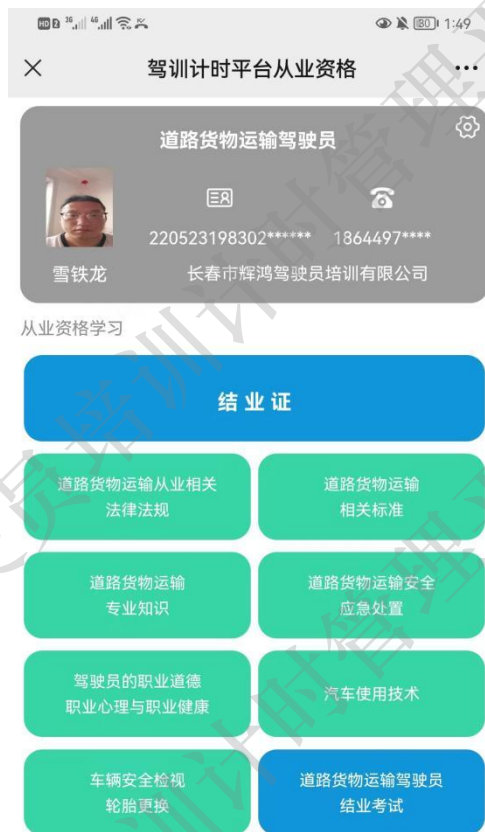 1:49
驾训计时平台从业资格
道路货物运输驾驶员
220523198302****** 1864497****
雪铁龙
长春市辉鸿驾驶员培训有限公司
从业资格学习
结业证
道路货物运输从业相关
法律法规
道路货物运输
相关标准
道路货物运输
专业知识
道路货物运输安全
应急处置
驾驶员的职业道德
职业心理与职业健康
汽车使用技术
车辆安全检视
轮胎更换
道路货物运输驾驶员
结业考试